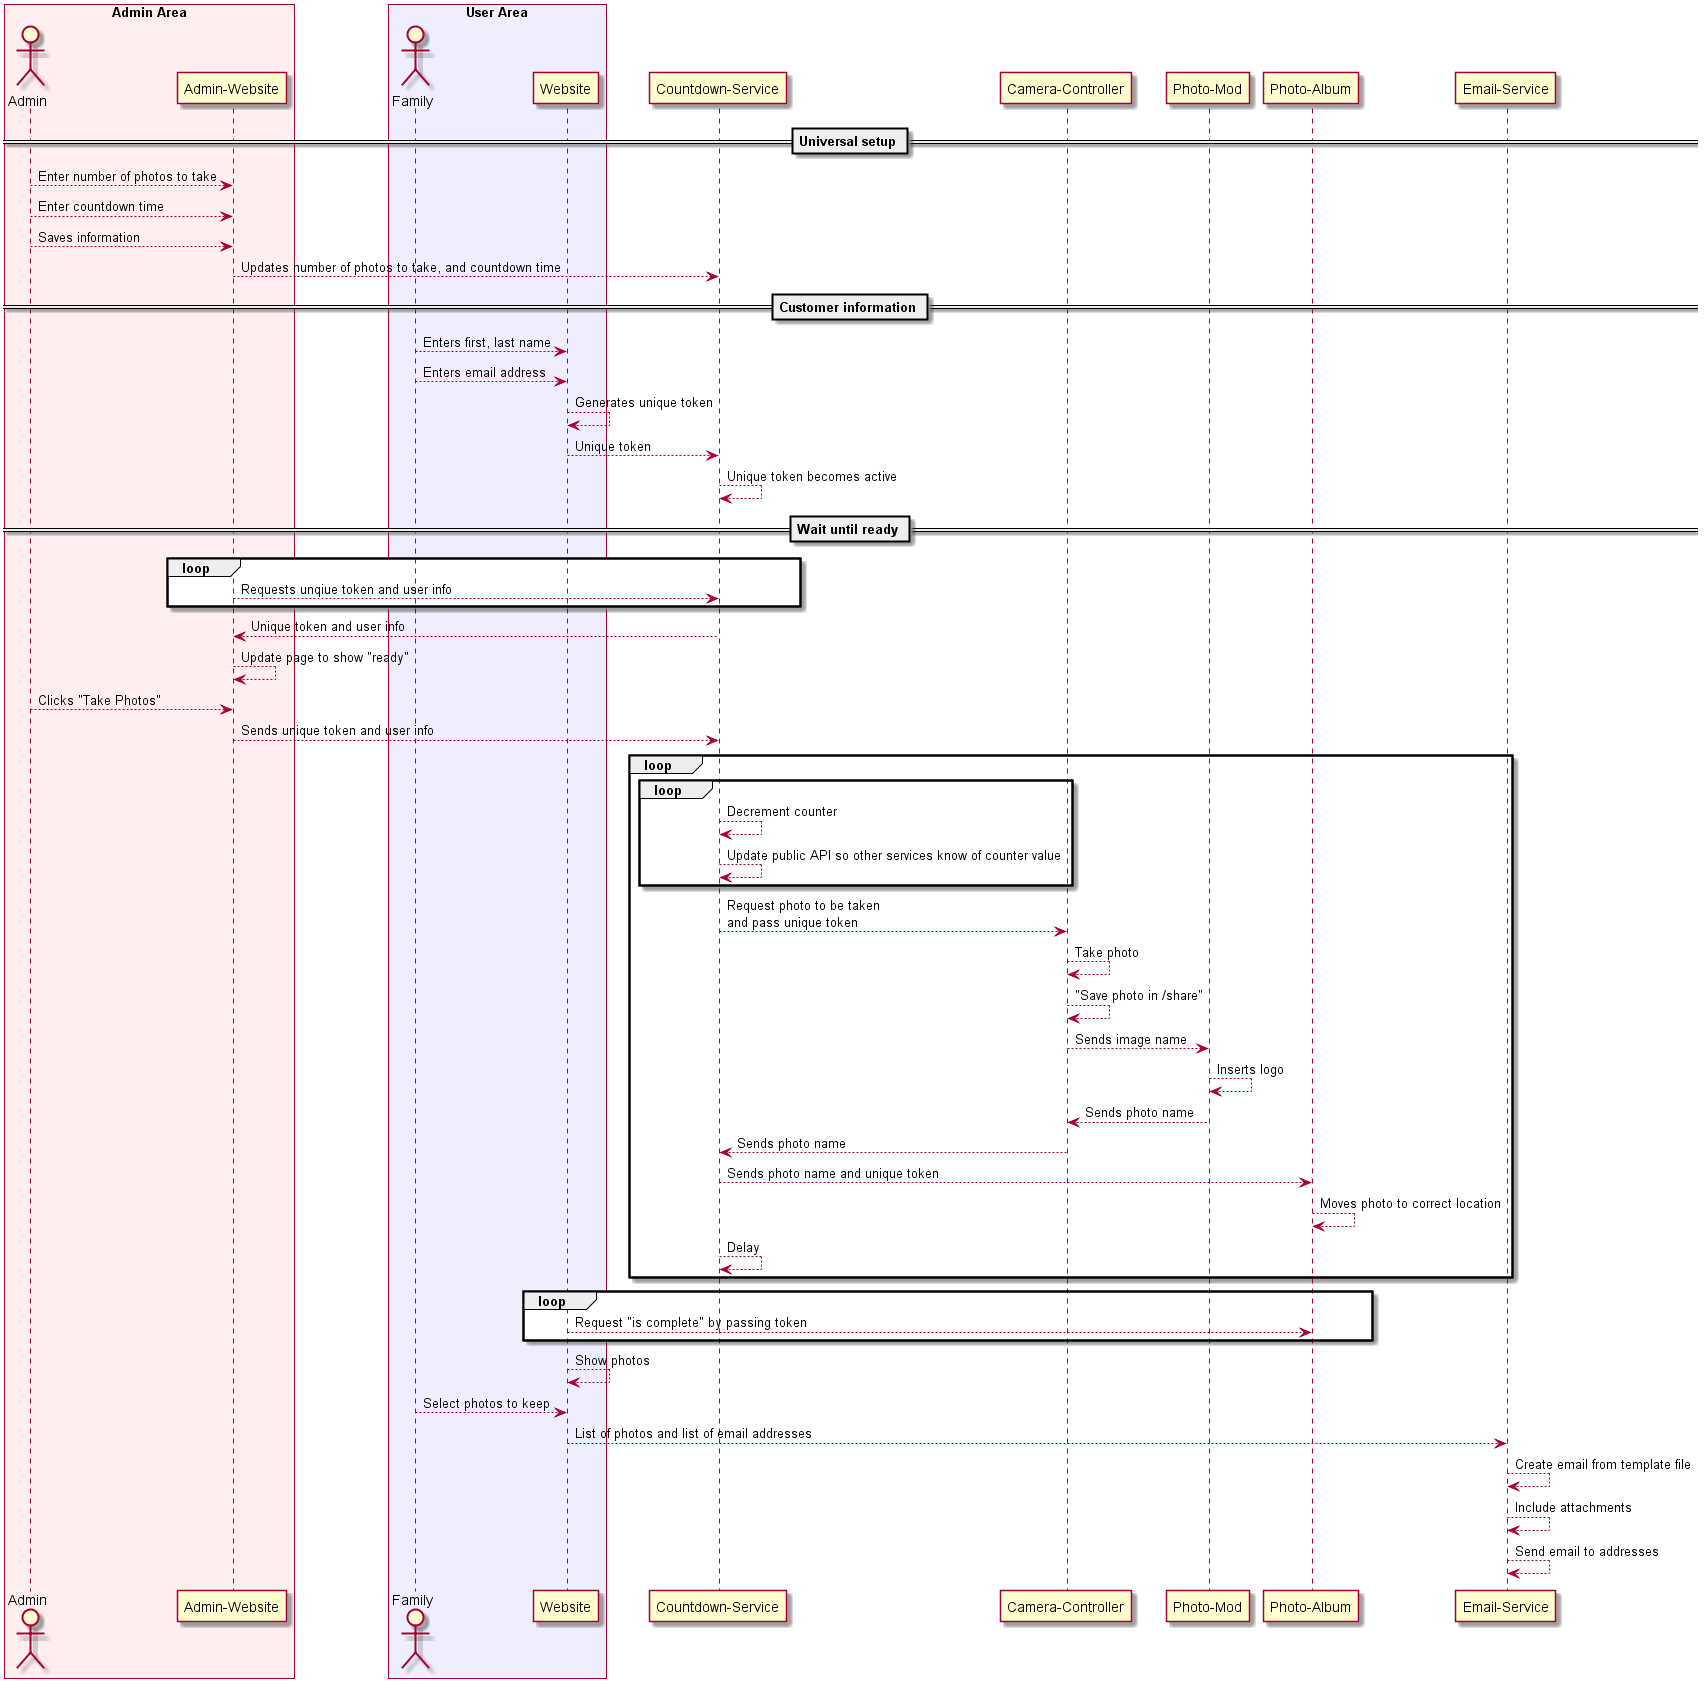 Admin Area
User Area
Admin
Admin-Website
Family
Website
Countdown-Service
Camera-Controller
Photo-Mod
Photo-Album
Email-Service
Universal setup
Enter number of photos to take
Enter countdown time
Saves information
Updates number of photos to take, and countdown time
Customer information
Enters first, last name
Enters email address
Generates unique token
Unique token
Unique token becomes active
Wait until ready
loop
Requests unqiue token and user info
Unique token and user info
Update page to show "ready"
Clicks "Take Photos"
Sends unique token and user info
loop
loop
Decrement counter
Update public API so other services know of counter value
Request photo to be taken
and pass unique token
Take photo
"Save photo in /share"
Sends image name
Inserts logo
Sends photo name
Sends photo name
Sends photo name and unique token
Moves photo to correct location
Delay
loop
Request "is complete" by passing token
Show photos
Select photos to keep
List of photos and list of email addresses
Create email from template file
Include attachments
Send email to addresses
Admin
Admin-Website
Family
Website
Countdown-Service
Camera-Controller
Photo-Mod
Photo-Album
Email-Service